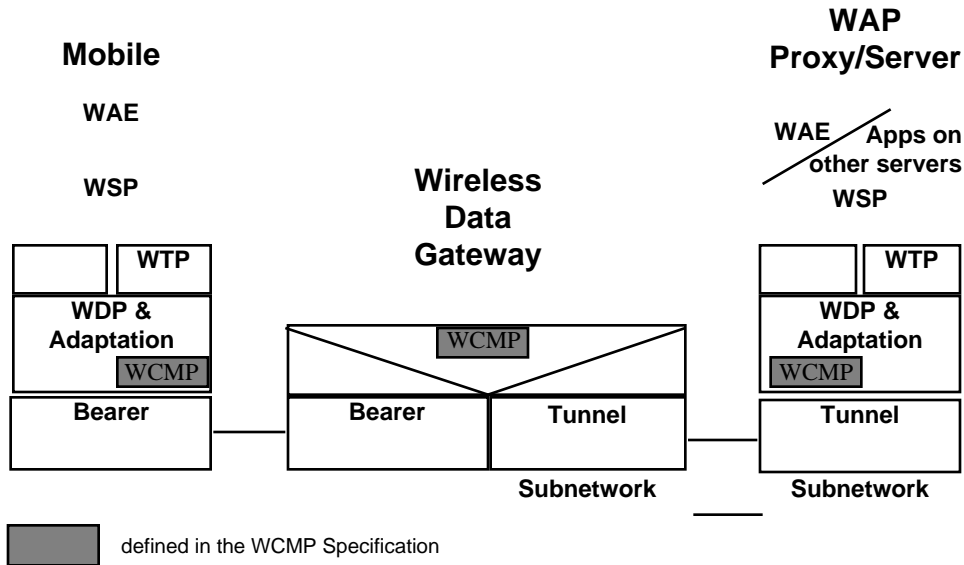 Mobile
WAE
WSP
WTP
WDP &
Adaptation
WCMP
Bearer
Wireless
Data
Gateway
WCMP
Bearer
Tunnel
Subnetwork
WAP
Proxy/Server
WAE
Apps on
other servers
WSP
WTP
WDP &
Adaptation
WCMP
Tunnel
Subnetwork
defined in the WCMP Specification